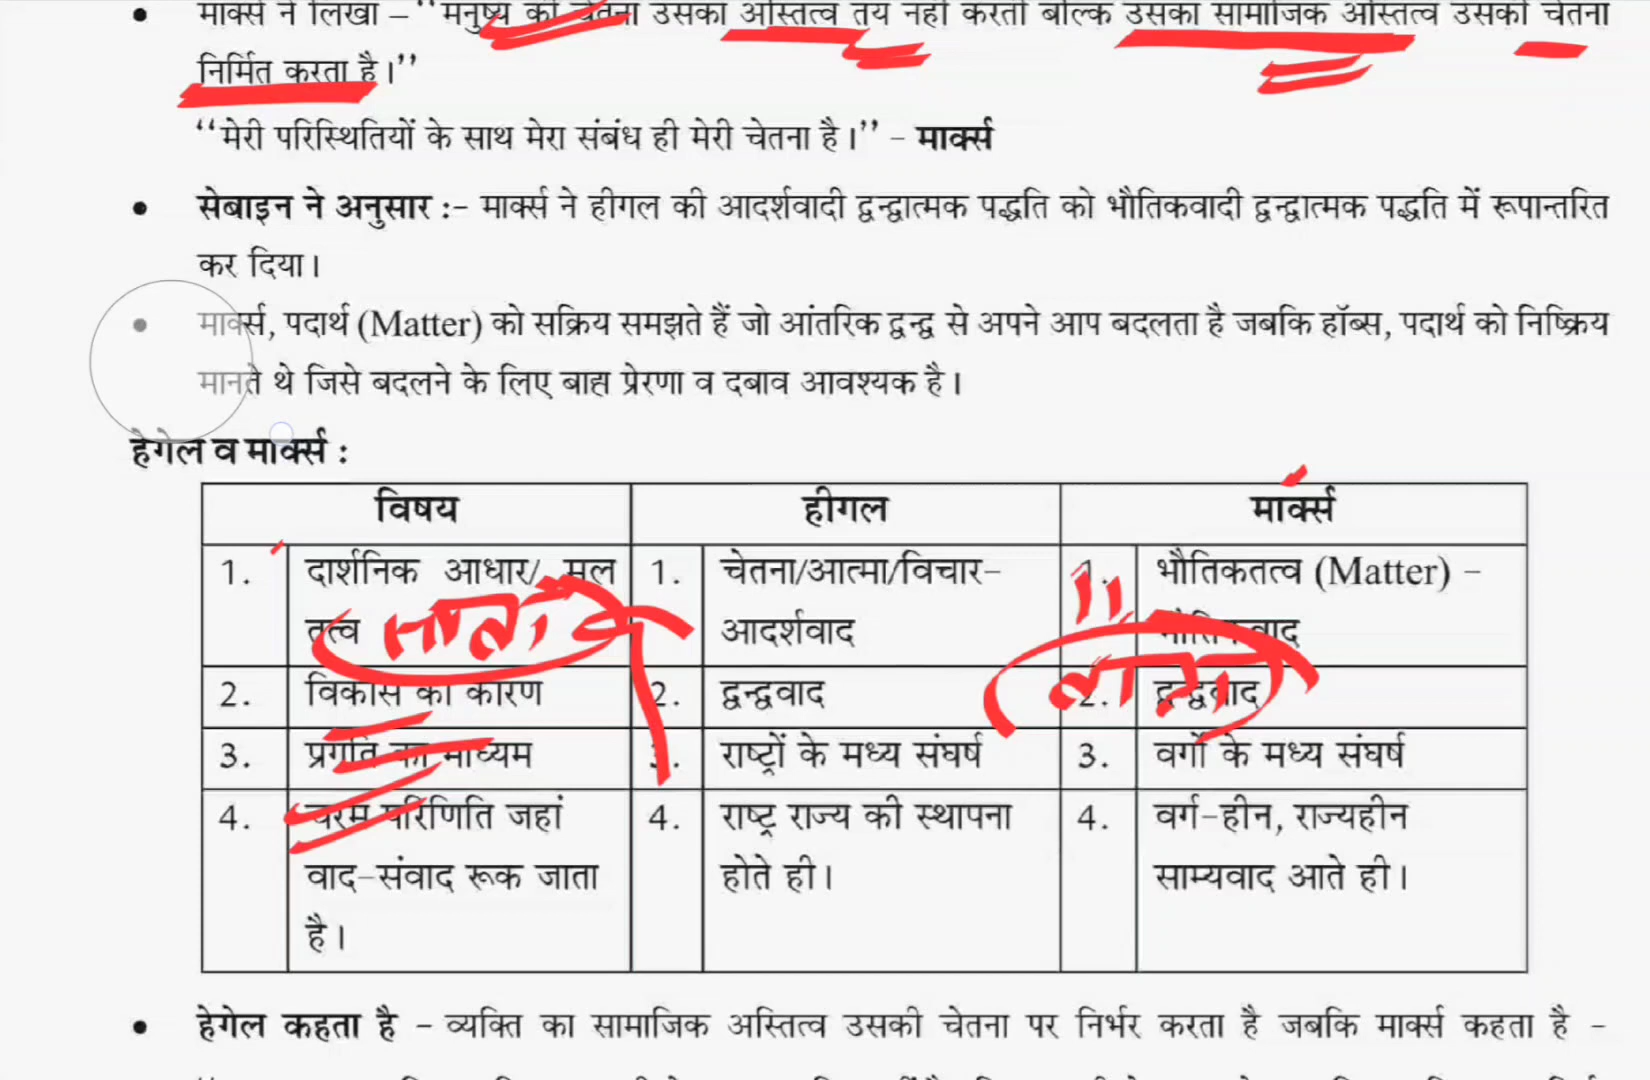 मार्क्स ने लिखा – “मनुष्य की चेतना उसका अस्तित्व तय नहीं करती बल्कि उसका सामाजिक अस्तित्व उसकी चेतना
निर्मित करता है।”
“मेरी परिस्थितियों के साथ मेरा संबंध ही मेरी चेतना है।” – मार्क्स
सेबाइन ने अनुसार :– मार्क्स ने हीगल की आदर्शवादी द्वन्द्वात्मक पद्धति को भौतिकवादी द्वन्द्वात्मक पद्धति में रूपान्तरित
कर दिया।
मार्क्स, पदार्थ (Matter) को सक्रिय समझते हैं जो आंतरिक द्वन्द्व से अपने आप बदलता है जबकि हॉब्स, पदार्थ को निष्क्रिय
मानते थे जिसे बदलने के लिए बाह्य प्रेरणा व दबाव आवश्यक है।
हेगेल व मार्क्स :
विषय हीगल मार्क्स
1. दार्शनिक आधार/ मूल 1. चेतना/आत्मा/विचार– 1. भौतिकतत्व (Matter) –
तत्व आदर्शवाद भौतिकवाद
2. विकास का कारण 2. द्वन्द्ववाद 2. द्वन्द्ववाद
3. प्रगति का माध्यम 3. राष्ट्रों के मध्य संघर्ष 3. वर्गों के मध्य संघर्ष
4. चरम परिणिति जहां 4. राष्ट्र राज्य की स्थापना 4. वर्ग–हीन, राज्यहीन
वाद–संवाद रूक जाता होते ही। साम्यवाद आते ही।
है।
हेगेल कहता है – व्यक्ति का सामाजिक अस्तित्व उसकी चेतना पर निर्भर करता है जबकि मार्क्स कहता है –